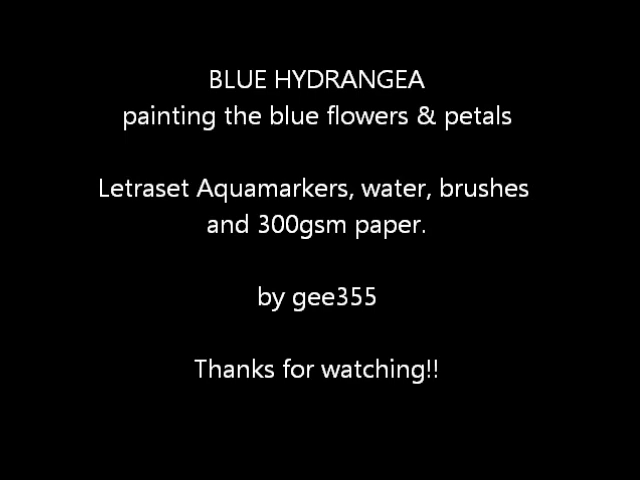 BLUE HYDRANGEA
painting the blue flowers & petals
Letraset Aquamarkers, water, brushes
and 300gsm paper.
by gee355
Thanks for watching!!